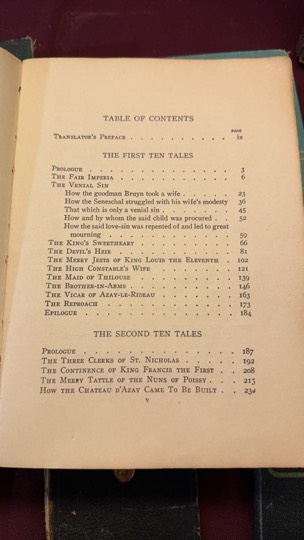 TABLE OF CONTENTS
PAGE
TRANSLATOR'S PREFACE . . . . . . . . . . ix
THE FIRST TEN TALES
PROLOGUE . . . . . . . . . . . . . 3
THE FAIR IMPERIA . . . . . . . . . . . 6
THE VENIAL SIN
How the goodman Bruyn took a wife . . . . . 23
How the Seneschal struggled with his wife's modesty 36
That which is only a venial sin . . . . . . 45
How and by whom the said child was procured . . 52
How the said love-sin was repented of and led to great
mourning . . . . . . . . . . . 59
THE KING'S SWEETHEART . . . . . . . . . 66
THE DEVIL'S HEIR . . . . . . . . . . . 81
THE MERRY JESTS OF KING LOUIS THE ELEVENTH . 102
THE HIGH CONSTABLE'S WIFE . . . . . . . 121
THE MAID OF THILOUSE . . . . . . . . . 139
THE BROTHER-IN-ARMS . . . . . . . . . 146
THE VICAR OF AZAY-LE-RIDEAU . . . . . . 163
THE REPROACH . . . . . . . . . . . 173
EPILOGUE . . . . . . . . . . . . . 184
THE SECOND TEN TALES
PROLOGUE . . . . . . . . . . . . . 187
THE THREE CLERKS OF ST. NICHOLAS . . . . . 192
THE CONTINENCE OF KING FRANCIS THE FIRST . . 208
THE MERRY TATTLE OF THE NUNS OF POISSY . . . 215
HOW THE CHATEAU D'AZAY CAME TO BE BUILT . .
v